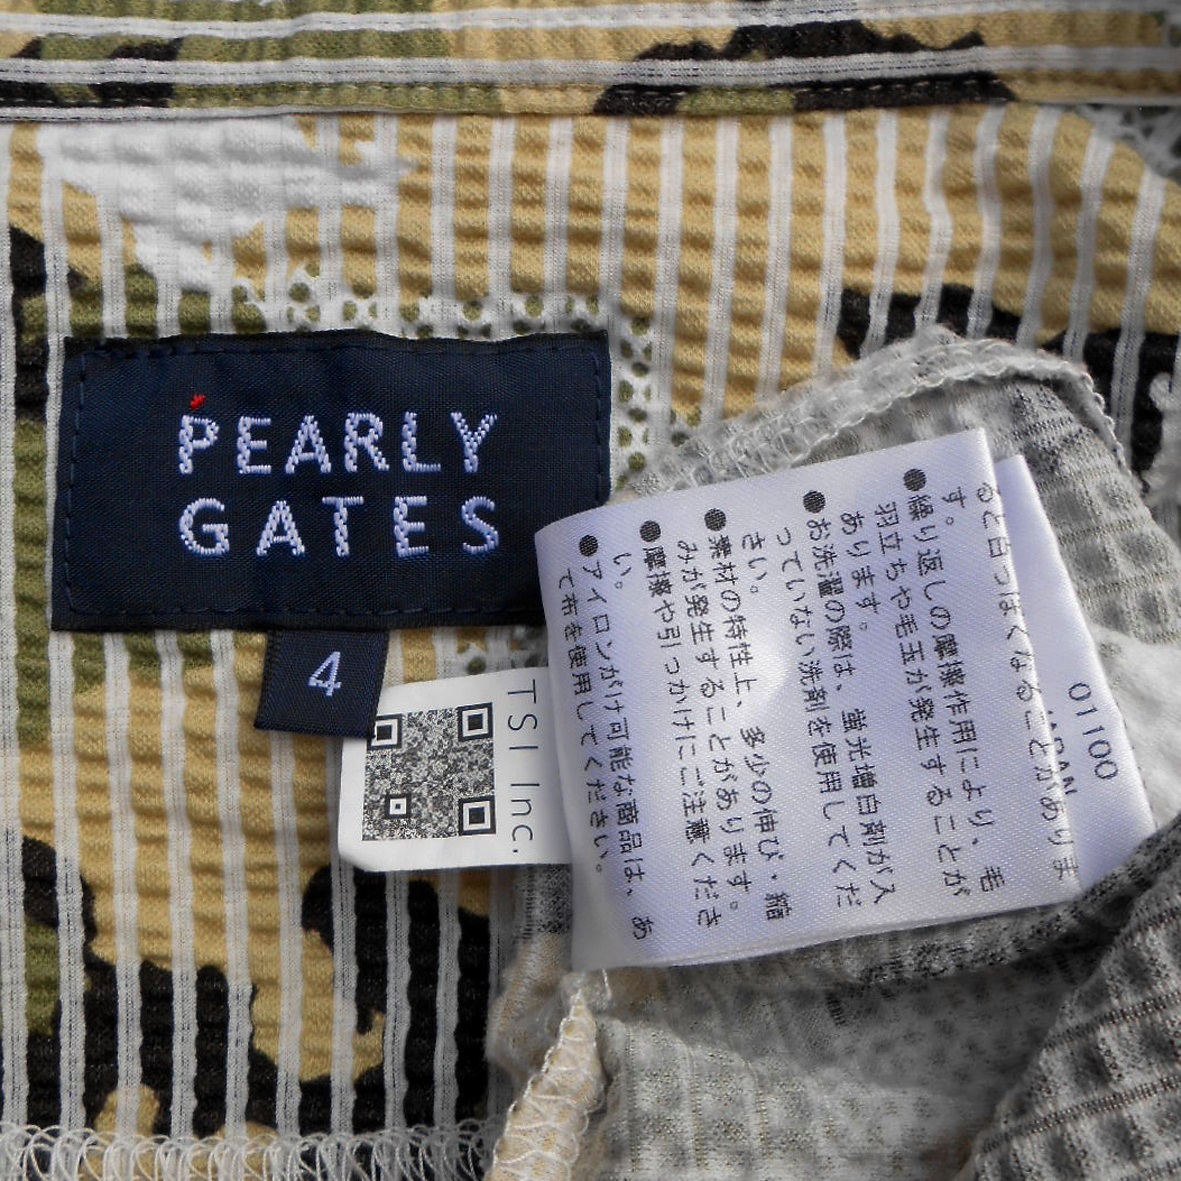 PEARLY
GATES
4
TSI Inc.
01100
JAPAN
ると白っぽくなることがありま
す。
●繰り返しの摩擦作用により、毛
羽立ちや毛玉が発生することが
あります。
●お洗濯の際は、蛍光増白剤が入
っていない洗剤を使用してくだ
さい。
●素材の特性上、多少の伸び・縮
みが発生することがあります。
●摩擦や引っかけにご注意くださ
い。
●アイロンがけ可能な商品は、あ
て布を使用してください。